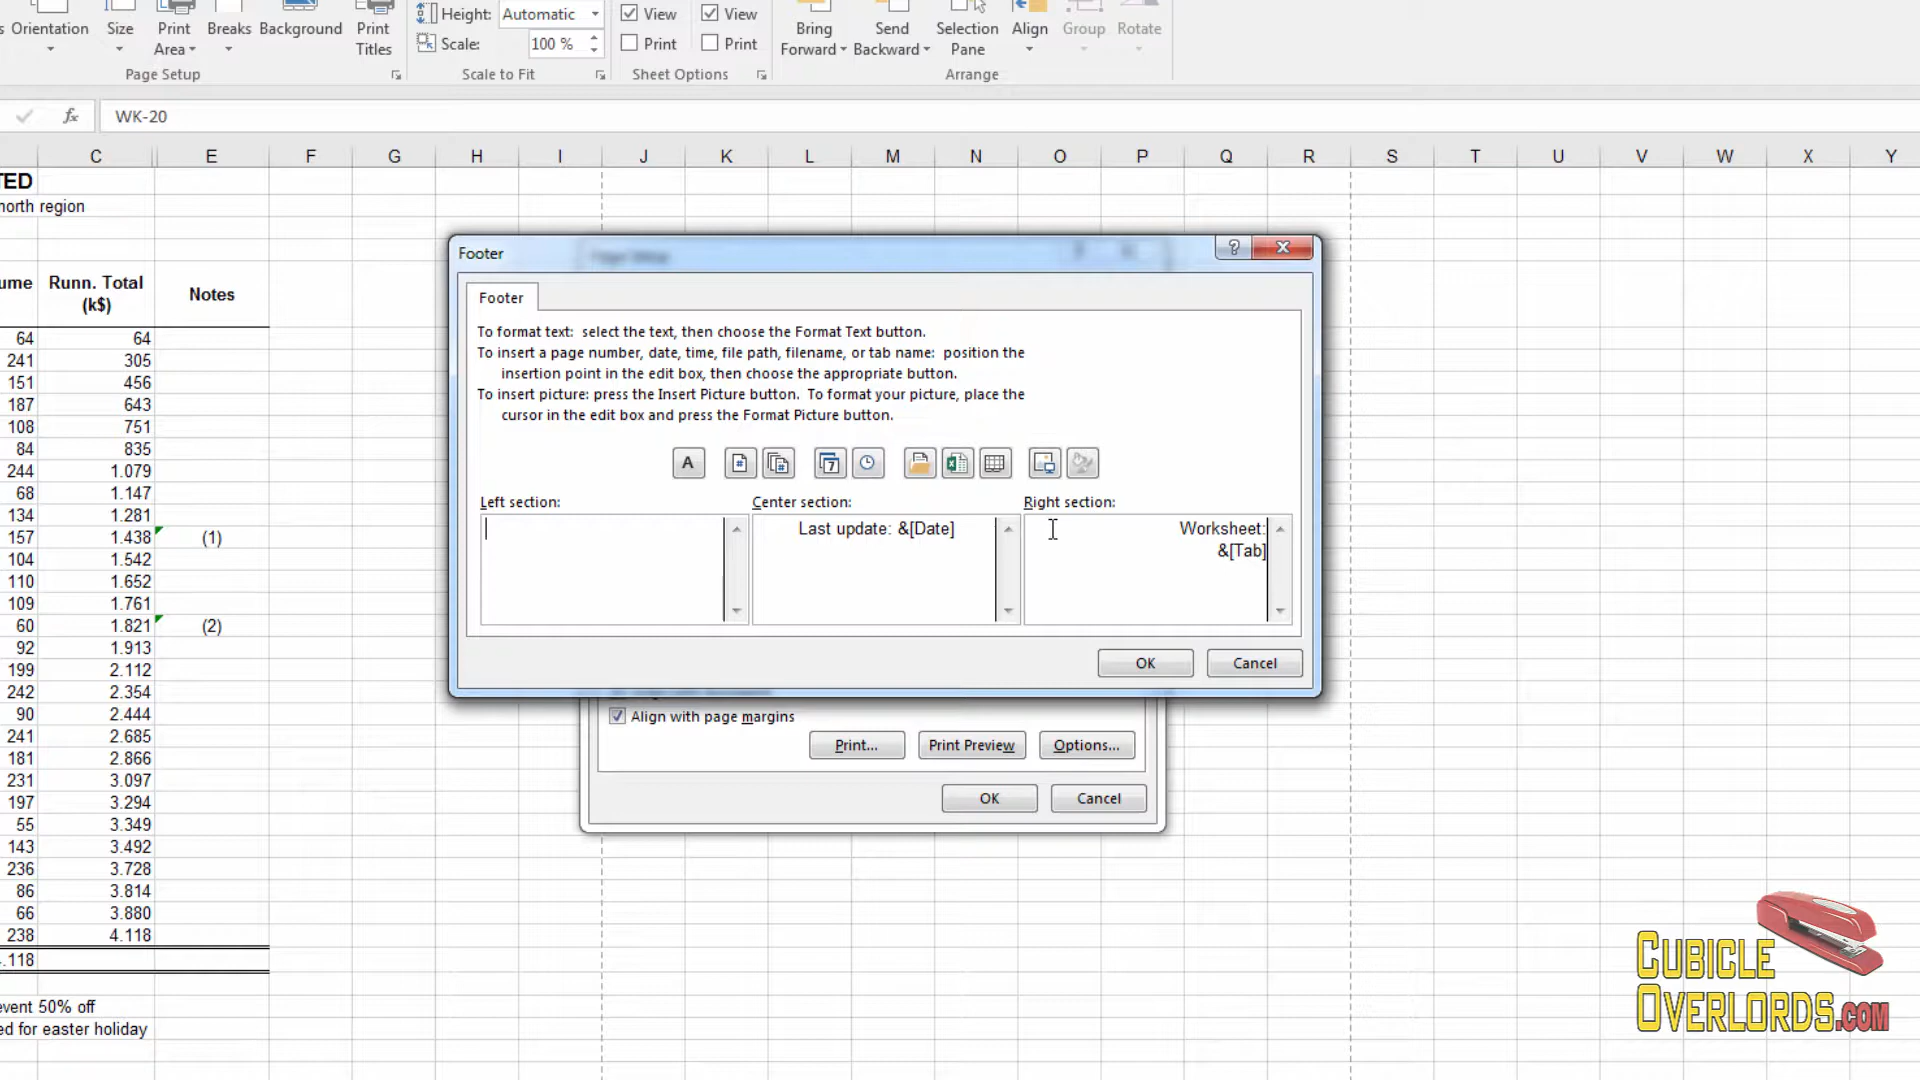 Orientation
Size
Print
Area
Breaks
Background
Print
Titles
Height:
Automatic
Scale:
100 %
View
View
Print
Print
Bring
Forward
Send
Backward
Selection
Pane
Align
Group
Rotate
Page Setup
Scale to Fit
Sheet Options
Arrange
fx
WK-20
C E F G H I J K L M N O P Q R S T U V W X Y
TED
north region
ume
Runn. Total
(k$)
Notes
64 64
241 305
151 456
187 643
108 751
84 835
244 1.079
68 1.147
134 1.281
157 1.438 (1)
104 1.542
110 1.652
109 1.761
60 1.821 (2)
92 1.913
199 2.112
242 2.354
90 2.444
241 2.685
181 2.866
231 3.097
197 3.294
55 3.349
143 3.492
236 3.728
86 3.814
66 3.880
238 4.118
.118
event 50% off
ed for easter holiday
Footer
Footer
To format text: select the text, then choose the Format Text button.
To insert a page number, date, time, file path, filename, or tab name: position the
insertion point in the edit box, then choose the appropriate button.
To insert picture: press the Insert Picture button. To format your picture, place the
cursor in the edit box and press the Format Picture button.
A
Left section:
Center section:
Right section:
Last update: &[Date]
Worksheet:
&[Tab]
OK
Cancel
Align with page margins
Print...
Print Preview
Options...
OK
Cancel
CUBICLE
OVERLORDS.COM